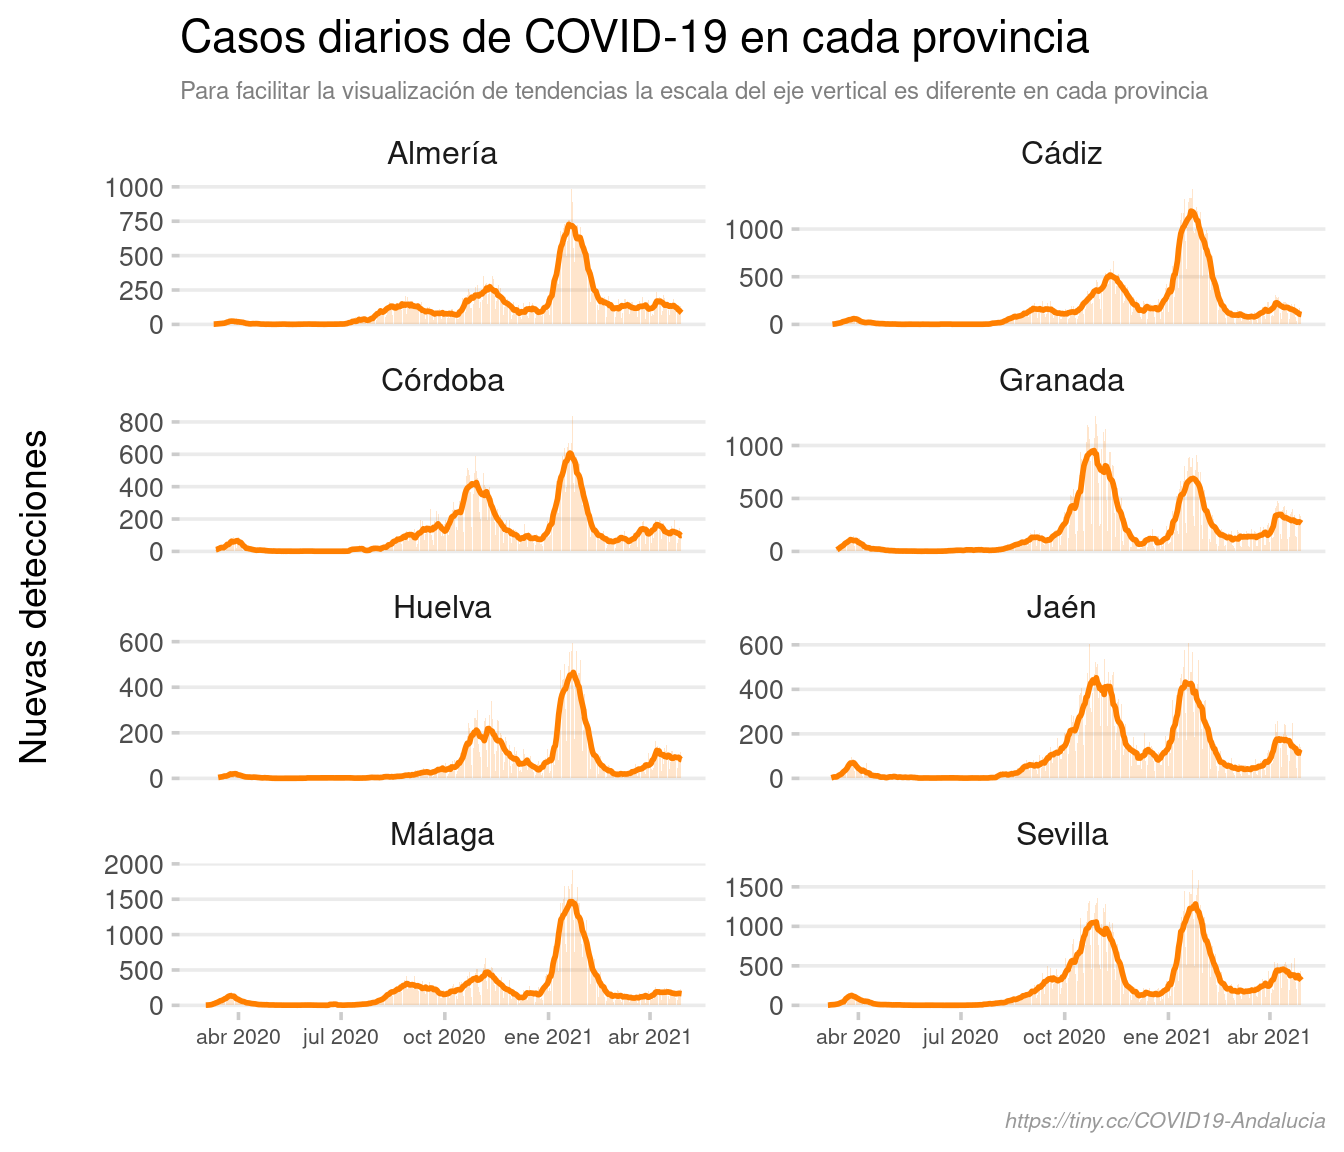 Casos diarios de COVID-19 en cada provincia
Para facilitar la visualización de tendencias la escala del eje vertical es diferente en cada provincia
Nuevas detecciones
Almería
1000
750
500
250
0
Cádiz
1000
500
0
Córdoba
800
600
400
200
0
Granada
1000
500
0
Huelva
600
400
200
0
Jaén
600
400
200
0
Málaga
2000
1500
1000
500
0
abr 2020 jul 2020 oct 2020 ene 2021 abr 2021
Sevilla
1500
1000
500
0
abr 2020 jul 2020 oct 2020 ene 2021 abr 2021
https://tiny.cc/COVID19-Andalucia